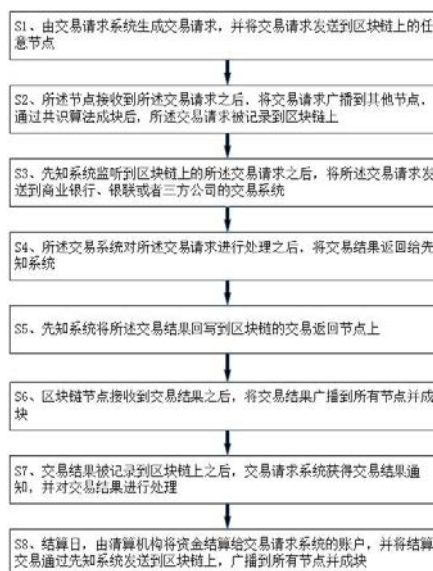 S1、由交易请求系统生成交易请求，并将交易请求发送到区块链上的任
意节点
S2、所述节点接收到所述交易请求之后，将交易请求广播到其他节点，
通过共识算法成块后，所述交易请求被记录到区块链上
S3、先知系统监听到区块链上的所述交易请求之后，将所述交易请求发
送到商业银行、银联或者三方公司的交易系统
S4、所述交易系统对所述交易请求进行处理之后，将交易结果返回给先
知系统
S5、先知系统将所述交易结果回写到区块链的交易返回节点上
S6、区块链节点接收到交易结果之后，将交易结果广播到所有节点并成
块
S7、交易结果被记录到区块链上之后，交易请求系统获得交易结果通
知，并对交易结果进行处理
S8、结算日，由清算机构将资金结算给交易请求系统的账户，并将结算
交易通过先知系统发送到区块链上，广播到所有节点并成块